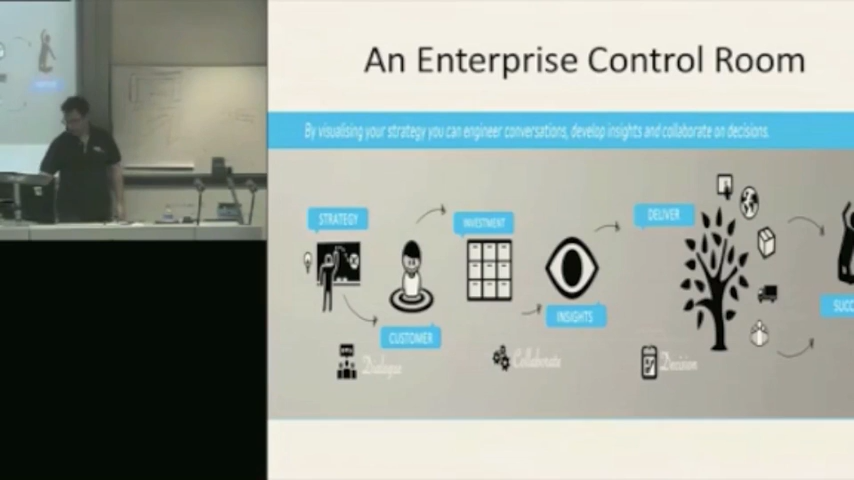 An Enterprise Control Room
By visualising your strategy you can engineer conversations, develop insights and collaborate on decisions.
STRATEGY
INVESTMENT
DELIVER
CUSTOMER
INSIGHTS
SUCC
Dialogue
Collaborate
Decision